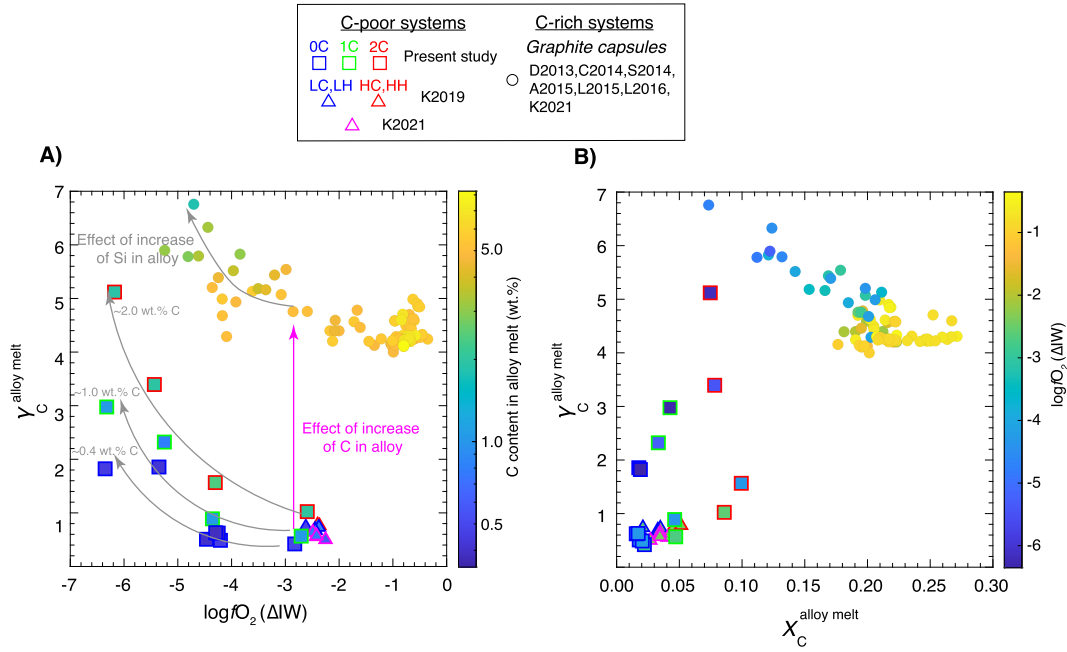 C-poor systems
C-rich systems
0C 1C 2C
Present study
LC,LH HC,HH
K2019
K2021
Graphite capsules
D2013,C2014,S2014,
A2015,L2015,L2016,
K2021
A)
7
6
5
4
3
2
1
γC alloy melt
-7 -6 -5 -4 -3 -2 -1 0
logfO2 (ΔIW)
Effect of increase
of Si in alloy
~2.0 wt.% C
~1.0 wt.% C
~0.4 wt.% C
Effect of increase
of C in alloy
5.0
1.0
0.5
C content in alloy melt (wt.%)
B)
7
6
5
4
3
2
1
γC alloy melt
0.00 0.05 0.10 0.15 0.20 0.25 0.30
XC alloy melt
-1
-2
-3
-4
-5
-6
logfO2 (ΔIW)